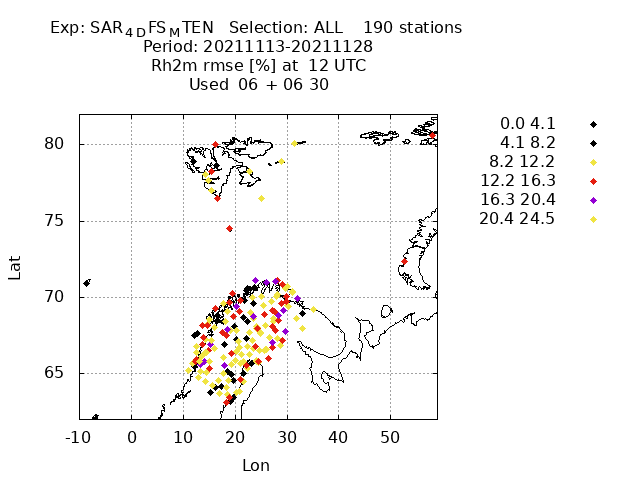 Exp: SAR4DFSMTEN Selection: ALL 190 stations
Period: 20211113-20211128
Rh2m rmse [%] at 12 UTC
Used 06 + 06 30
0.0 4.1
4.1 8.2
8.2 12.2
12.2 16.3
16.3 20.4
20.4 24.5
80
75
70
65
Lat
-10 0 10 20 30 40 50
Lon